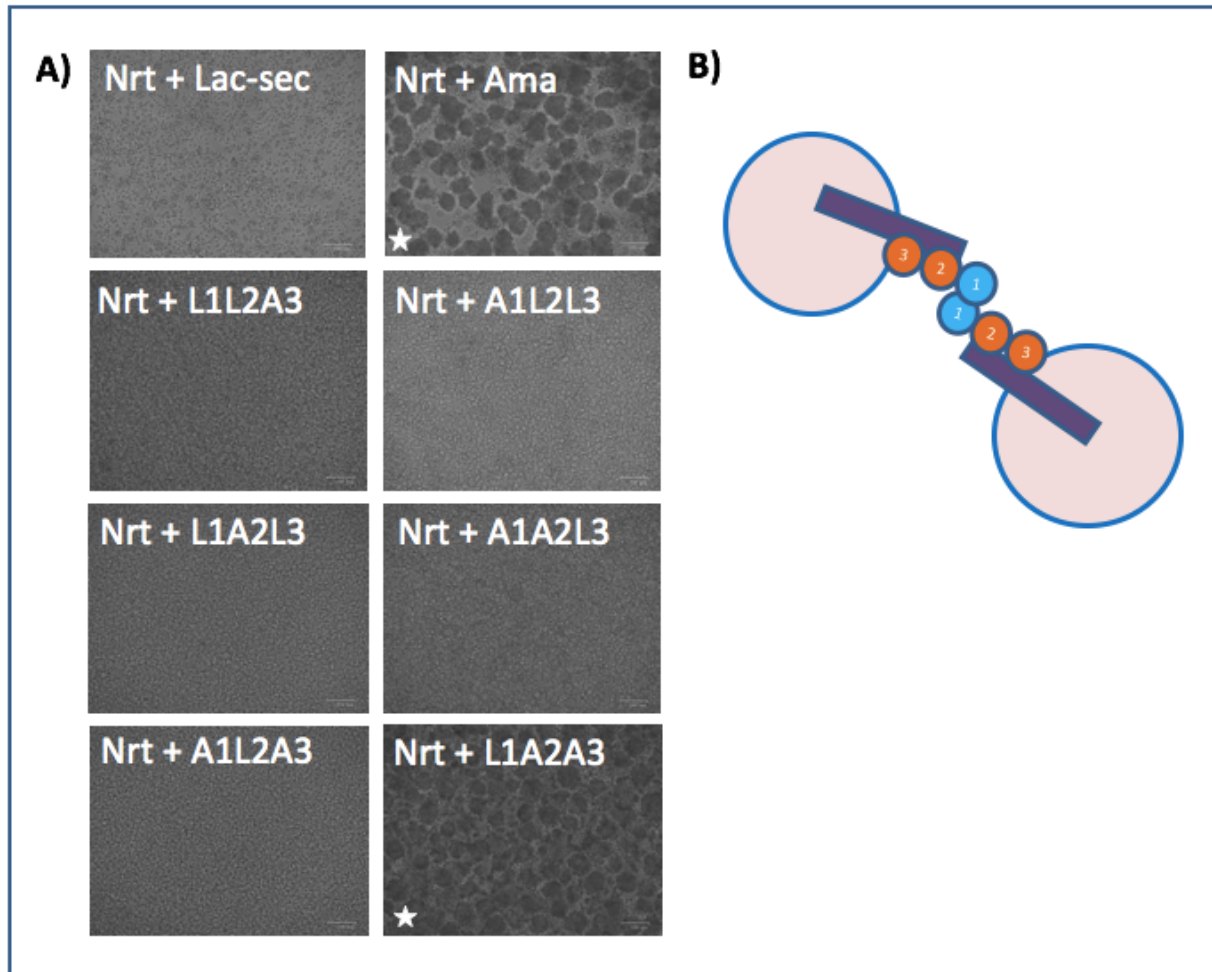 A)
Nrt + Lac-sec
Nrt + Ama
B)
Nrt + L1L2A3
Nrt + A1L2L3
Nrt + L1A2L3
Nrt + A1A2L3
Nrt + A1L2A3
Nrt + L1A2A3
3
2
1
1
2
3